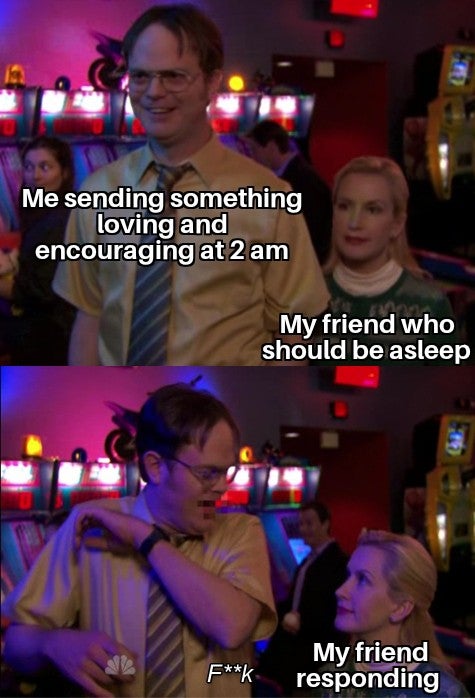 Me sending something
loving and
encouraging at 2 am
My friend who
should be asleep
F**k
My friend
responding